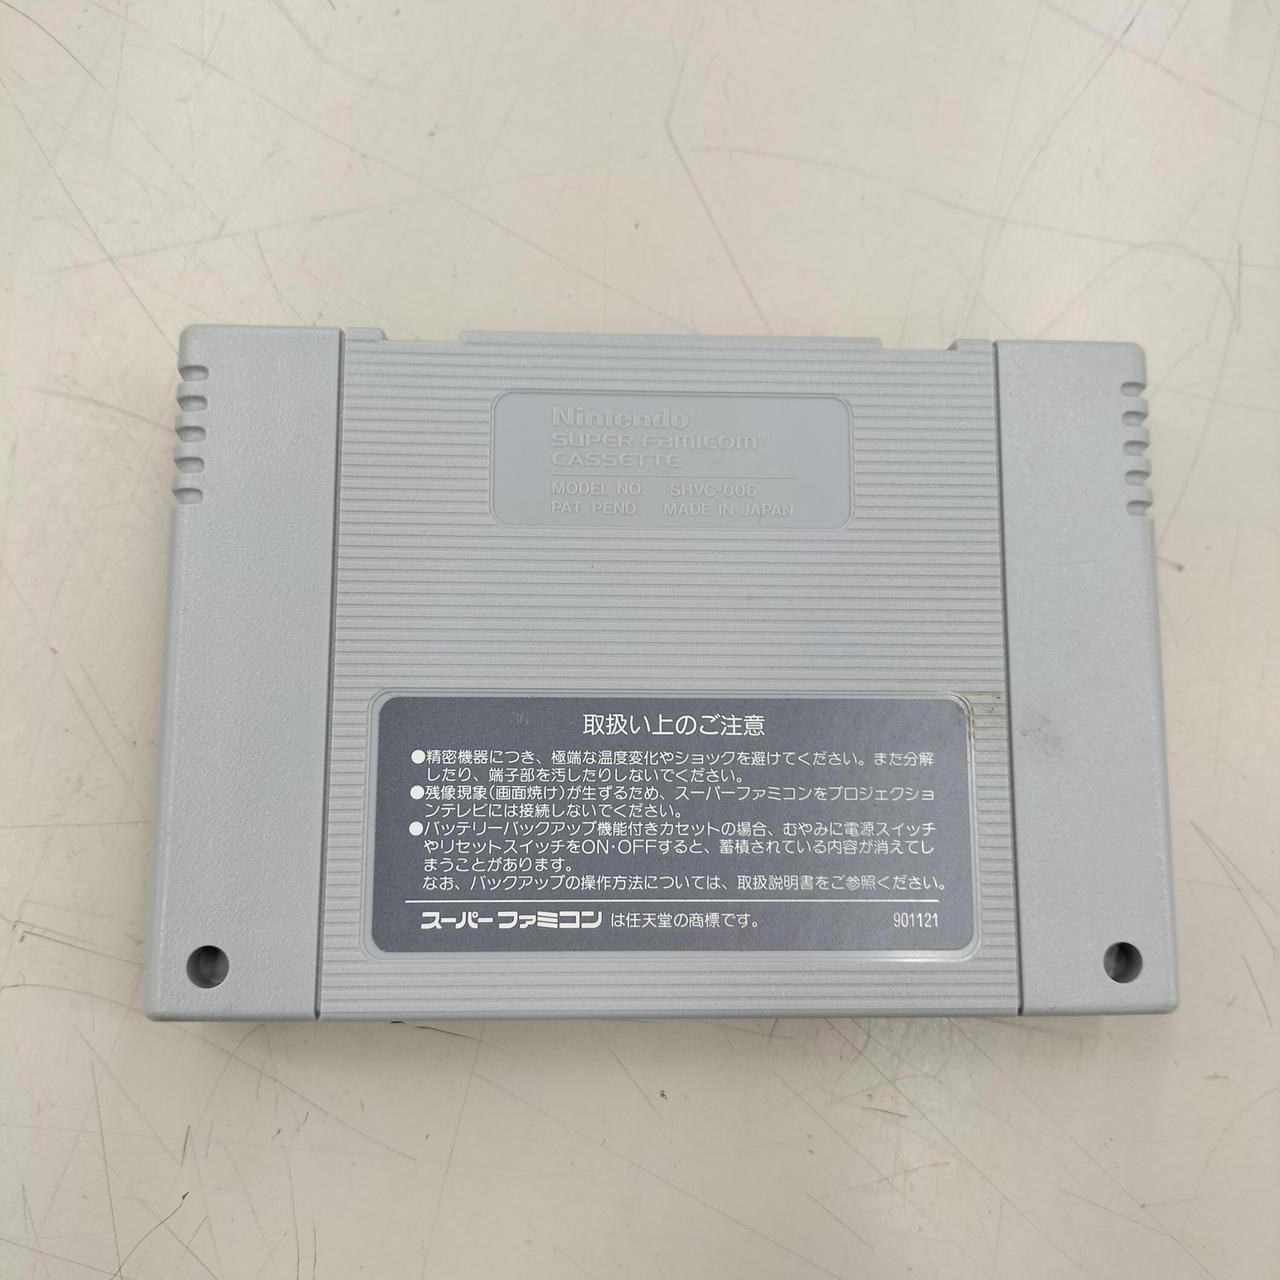 Nintendo®
SUPER FAMICOM™
CASSETTE
MODEL NO. SHVC-006
PAT. PEND. MADE IN JAPAN
36
取扱い上のご注意
●精密機器につき、極端な温度変化やショックを避けてください。また分解
したり、端子部を汚したりしないでください。
●残像現象(画面焼け)が生ずるため、スーパーファミコンをプロジェクショ
ンテレビには接続しないでください。
●バッテリーバックアップ機能付きカセットの場合、むやみに電源スイッチ
やリセットスイッチをON・OFFすると、蓄積されている内容が消えてし
まうことがあります。
なお、バックアップの操作方法については、取扱説明書をご参照ください。
スーパーファミコン は任天堂の商標です。 901121